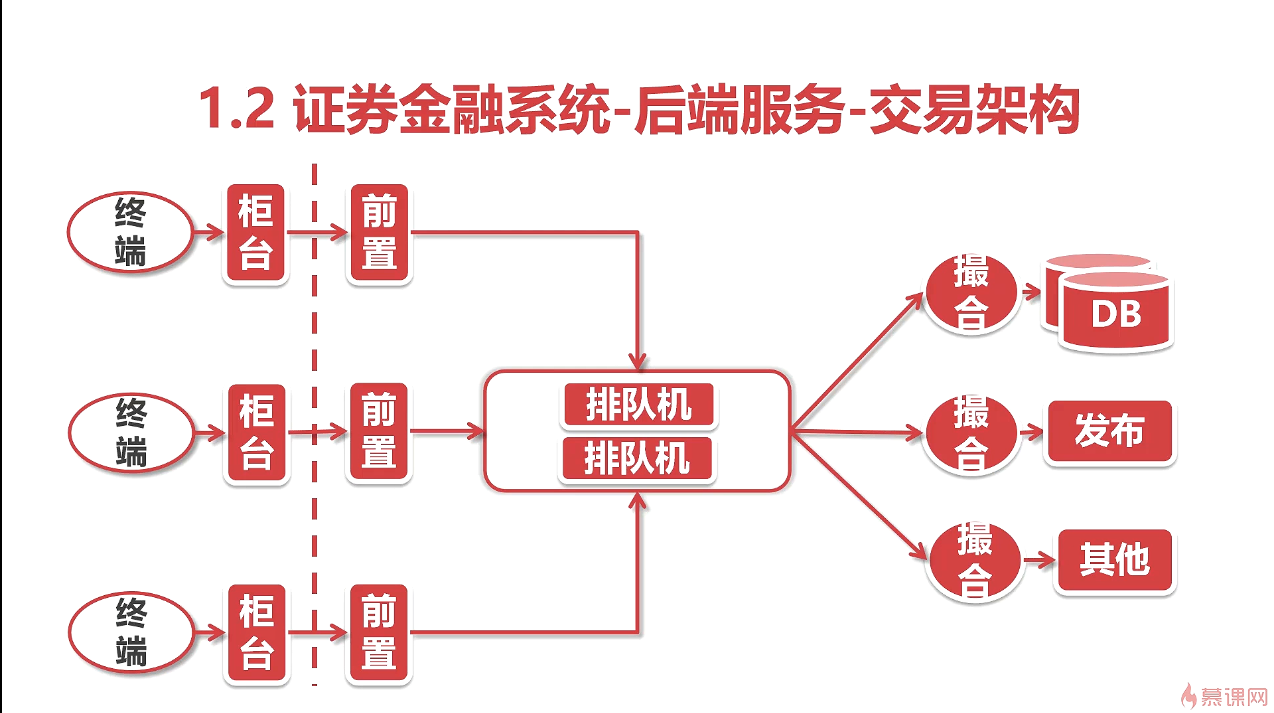 1.2 证券金融系统-后端服务-交易架构
终
端
柜
台
前
置
终
端
柜
台
前
置
终
端
柜
台
前
置
排队机
排队机
撮
合
DB
撮
合
发布
撮
合
其他
慕课网